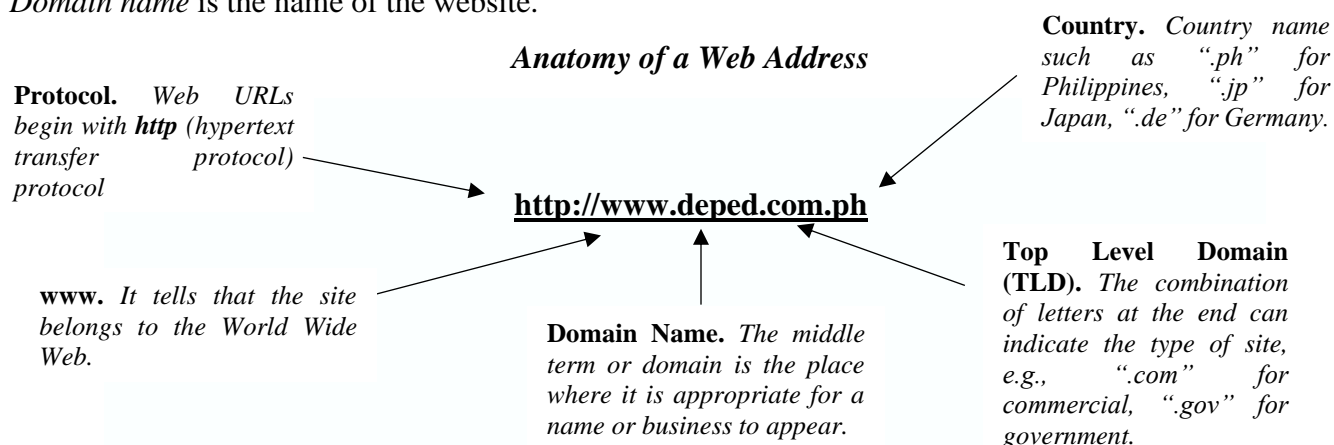 Domain name is the name of the website.
Anatomy of a Web Address
Country. Country name
such as “.ph” for
Philippines, “.jp” for
Japan, “.de” for Germany.
Protocol. Web URLs
begin with http (hypertext
transfer protocol)
protocol
http://www.deped.com.ph
www. It tells that the site
belongs to the World Wide
Web.
Domain Name. The middle
term or domain is the place
where it is appropriate for a
name or business to appear.
Top Level Domain
(TLD). The combination
of letters at the end can
indicate the type of site,
e.g., “.com” for
commercial, “.gov” for
government.